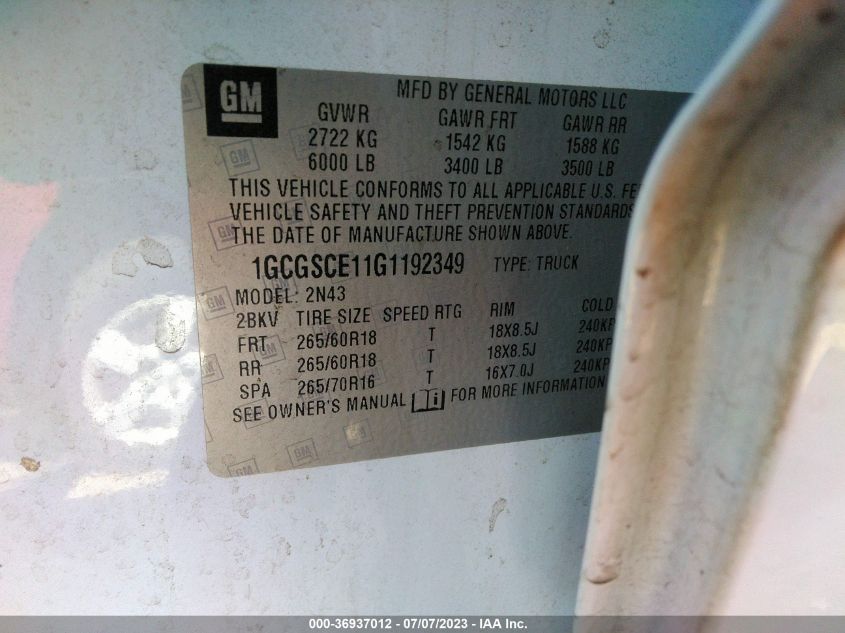 GM
MFD BY GENERAL MOTORS LLC
GVWR GAWR FRT GAWR RR
2722 KG 1542 KG 1588 KG
6000 LB 3400 LB 3500 LB
THIS VEHICLE CONFORMS TO ALL APPLICABLE U.S. FE
VEHICLE SAFETY AND THEFT PREVENTION STANDARDS
THE DATE OF MANUFACTURE SHOWN ABOVE.
1GCGSCE11G1192349 TYPE: TRUCK
MODEL: 2N43
2BKV TIRE SIZE SPEED RTG RIM COLD
FRT 265/60R18 T 18X8.5J 240KP
RR 265/60R18 T 18X8.5J 240KP
SPA 265/70R16 T 16X7.0J 240KP
SEE OWNER'S MANUAL FOR MORE INFORMATION
000-36937012 - 07/07/2023 - IAA Inc.